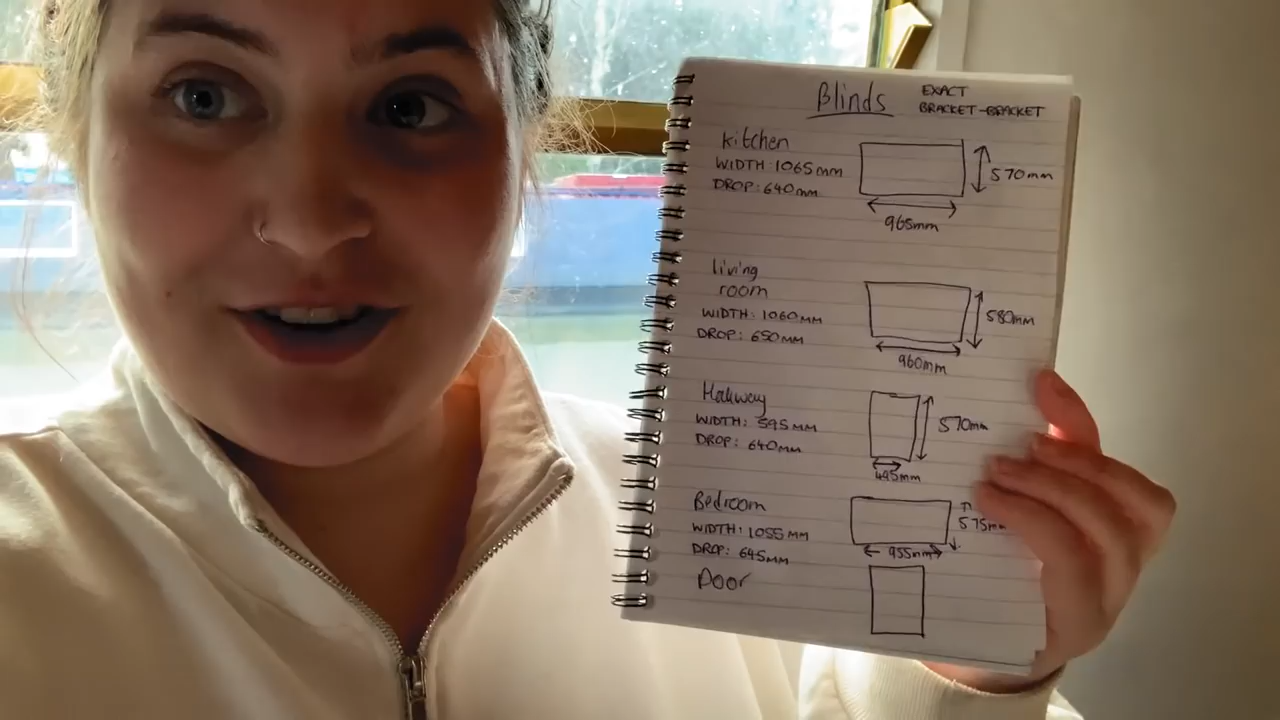 Blinds
EXACT
BRACKET-BRACKET
Kitchen
WIDTH: 1065mm
DROP: 640mm
570mm
965mm
living
room
WIDTH: 1060mm
DROP: 650mm
580mm
960mm
Hallway
WIDTH: 595mm
DROP: 640mm
570mm
495mm
Bedroom
WIDTH: 1055mm
DROP: 645mm
575mm
955mm
Door